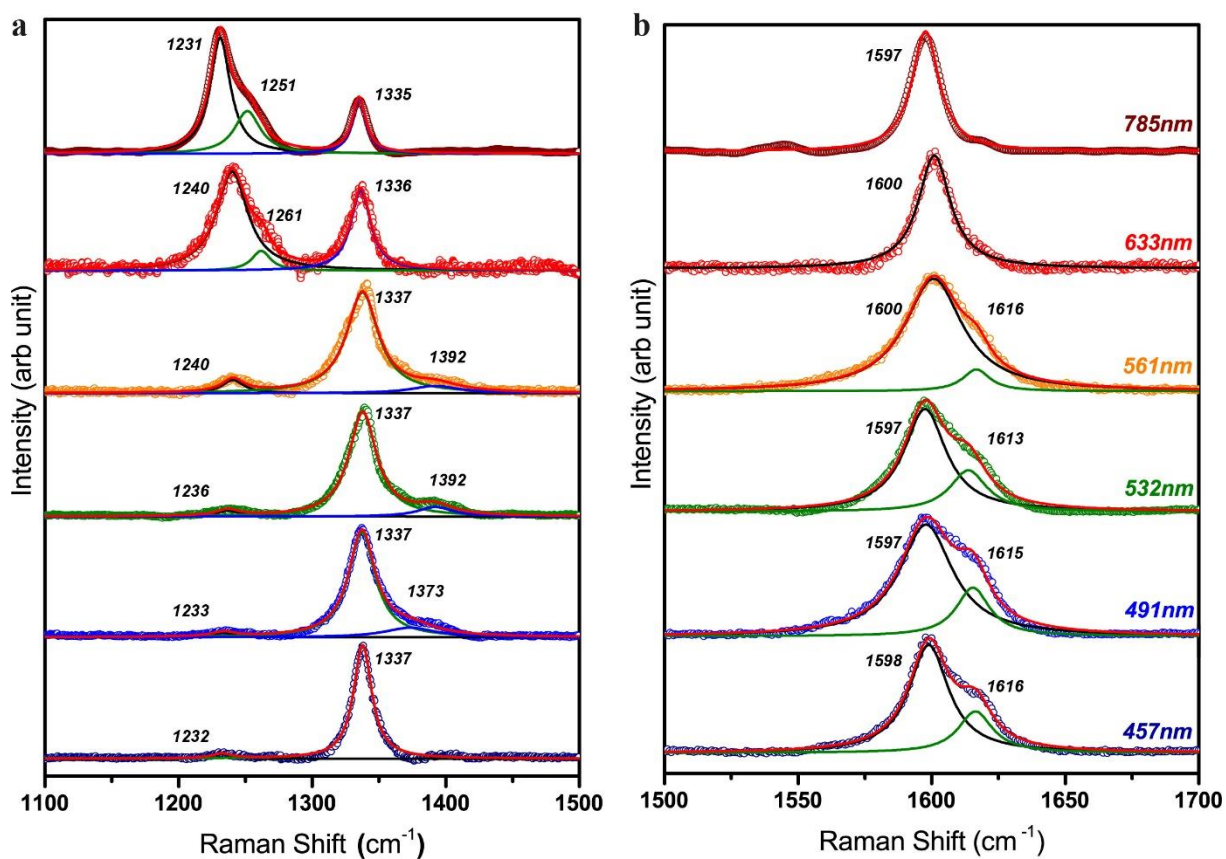 a
Intensity (arb unit)
1231
1251
1335
1240
1261
1336
1240
1337
1392
1236
1337
1392
1233
1337
1373
1232
1337
1100 1200 1300 1400 1500
Raman Shift (cm⁻¹)
b
Intensity (arb unit)
1597
785nm
1600
633nm
1600
1616
561nm
1597
1613
532nm
1597
1615
491nm
1598
1616
457nm
1500 1550 1600 1650 1700
Raman Shift (cm⁻¹)